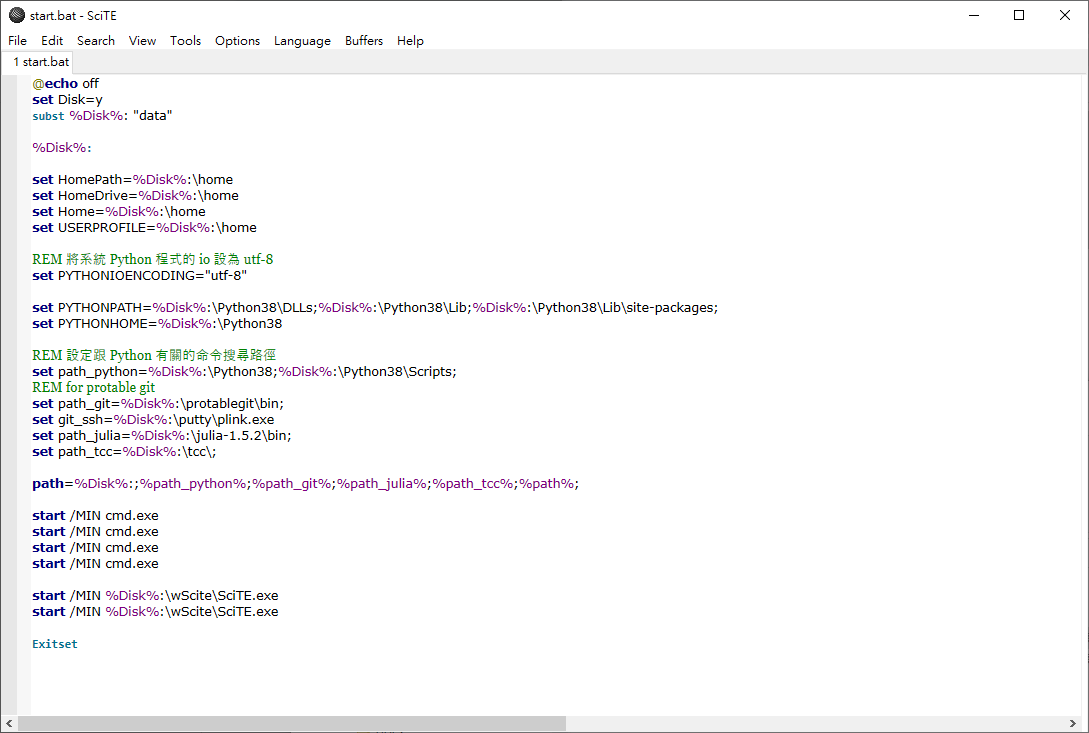 start.bat - SciTE
File Edit Search View Tools Options Language Buffers Help
1 start.bat
@echo off
set Disk=y
subst %Disk%: "data"
%Disk%:
set HomePath=%Disk%:\home
set HomeDrive=%Disk%:\home
set Home=%Disk%:\home
set USERPROFILE=%Disk%:\home
REM 將系統 Python 程式的 io 設為 utf-8
set PYTHONIOENCODING="utf-8"
set PYTHONPATH=%Disk%:\Python38\DLLs;%Disk%:\Python38\Lib;%Disk%:\Python38\Lib\site-packages;
set PYTHONHOME=%Disk%:\Python38
REM 設定跟 Python 有關的命令搜尋路徑
set path_python=%Disk%:\Python38;%Disk%:\Python38\Scripts;
REM for protable git
set path_git=%Disk%:\protablegit\bin;
set git_ssh=%Disk%:\putty\plink.exe
set path_julia=%Disk%:\julia-1.5.2\bin;
set path_tcc=%Disk%:\tcc\;
path=%Disk%:;%path_python%;%path_git%;%path_julia%;%path_tcc%;%path%;
start /MIN cmd.exe
start /MIN cmd.exe
start /MIN cmd.exe
start /MIN cmd.exe
start /MIN %Disk%:\wScite\SciTE.exe
start /MIN %Disk%:\wScite\SciTE.exe
Exitset